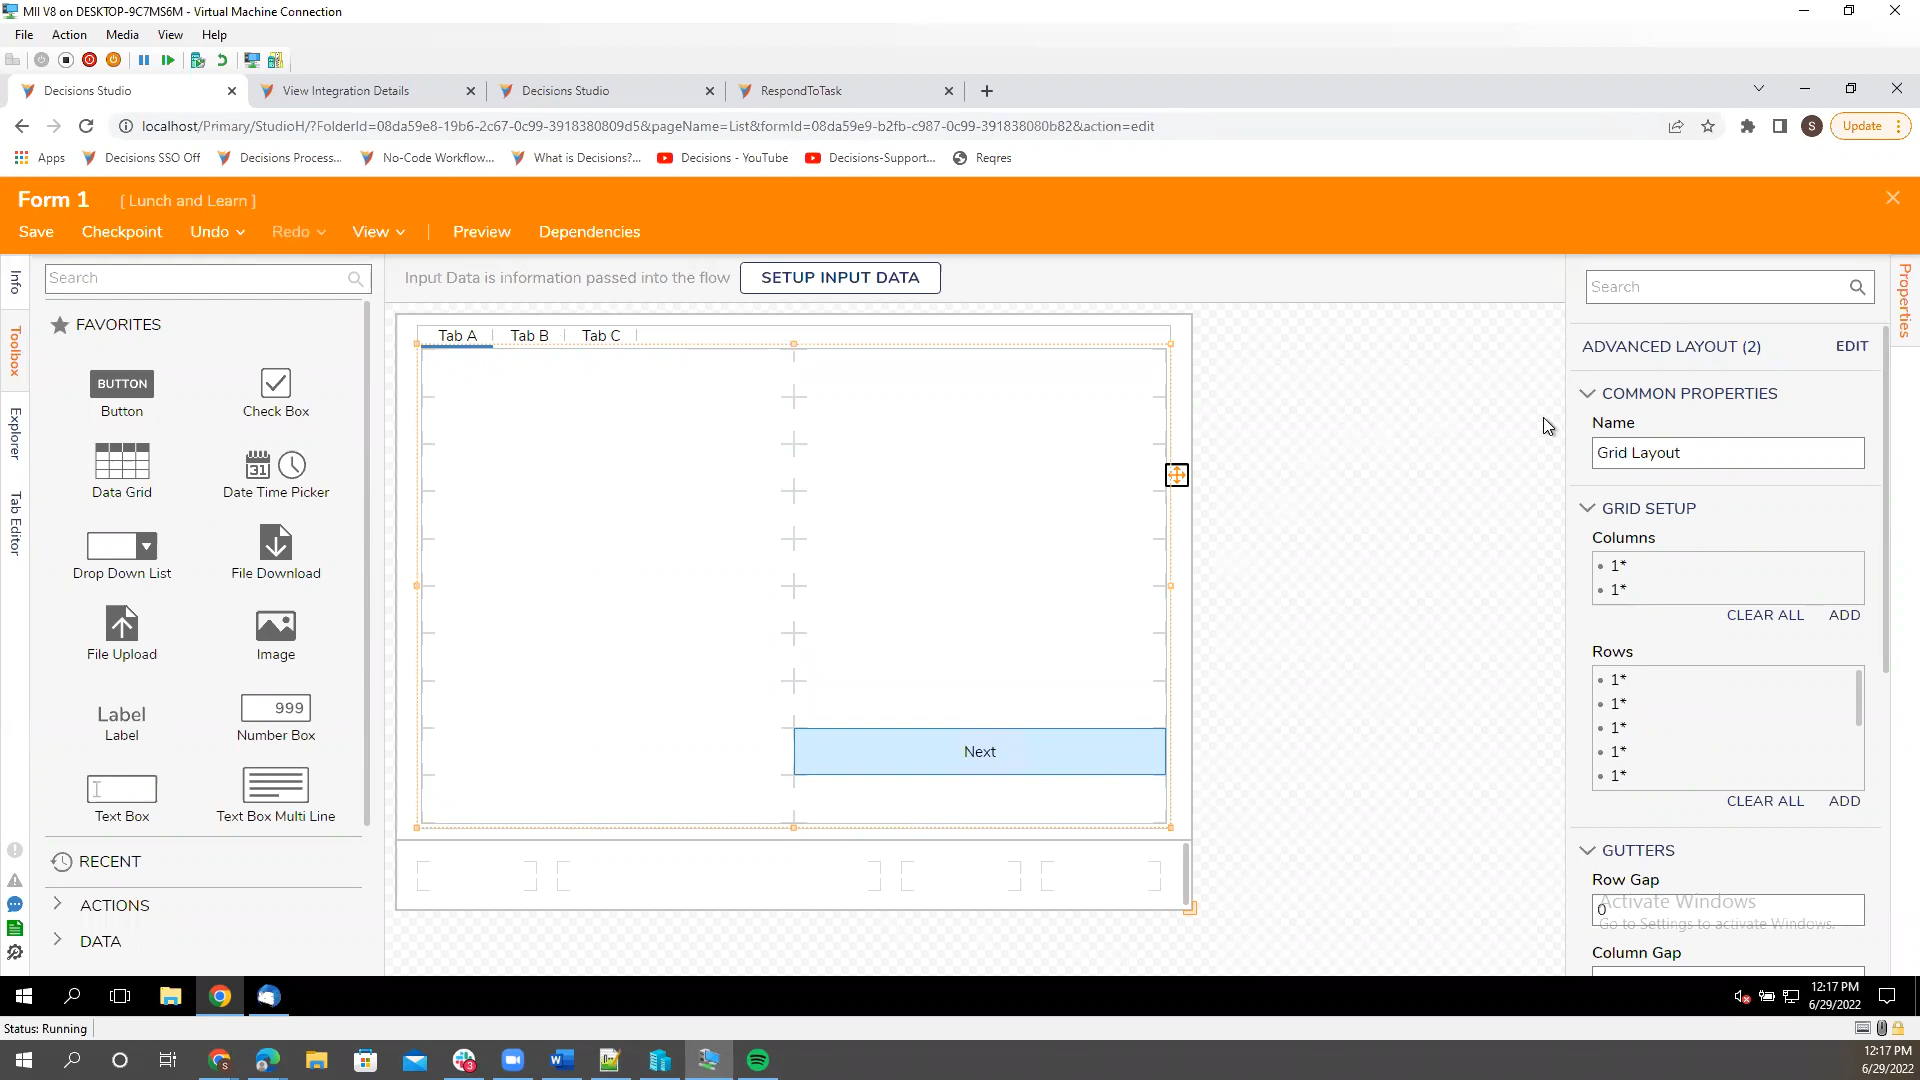 MII V8 on DESKTOP-9C7MS6M - Virtual Machine Connection
File Action Media View Help
Decisions Studio View Integration Details Decisions Studio RespondToTask
localhost/Primary/StudioH/?FolderId=08da59e8-19b6-2c67-0c99-3918380809d5&pageName=List&formId=08da59e9-b2fb-c987-0c99-391838080b82&action=edit
S Update
Apps Decisions SSO Off Decisions Process... No-Code Workflow... What is Decisions?... Decisions - YouTube Decisions-Support... Reqres
Form 1 [ Lunch and Learn ]
Save Checkpoint Undo Redo View Preview Dependencies
Info
Toolbox
Explorer
Tab Editor
Search
FAVORITES
BUTTON
Button
Check Box
Data Grid
31
Date Time Picker
Drop Down List
File Download
File Upload
Image
Label
Label
999
Number Box
Text Box
Text Box Multi Line
RECENT
ACTIONS
DATA
Input Data is information passed into the flow SETUP INPUT DATA
Tab A Tab B Tab C
Next
Properties
Search
ADVANCED LAYOUT (2) EDIT
COMMON PROPERTIES
Name
Grid Layout
GRID SETUP
Columns
1*
1*
CLEAR ALL ADD
Rows
1*
1*
1*
1*
1*
CLEAR ALL ADD
GUTTERS
Row Gap
0
Activate Windows
Go to Settings to activate Windows.
Column Gap
12:17 PM
6/29/2022
Status: Running
3
12:17 PM
6/29/2022